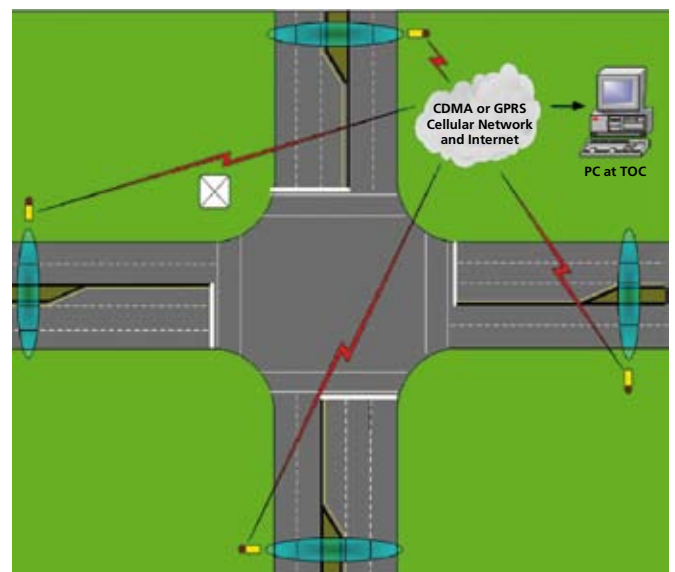 CDMA or GPRS
Cellular Network
and Internet
PC at TOC